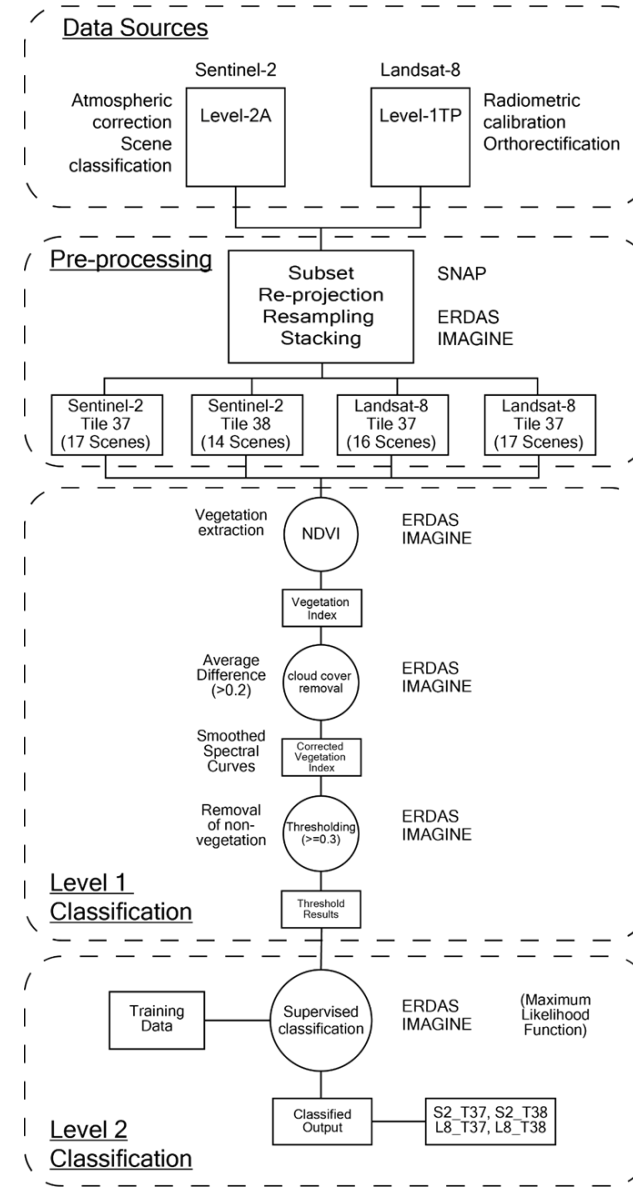 Data Sources
Sentinel-2
Landsat-8
Atmospheric
correction
Scene
classification
Level-2A
Level-1TP
Radiometric
calibration
Orthorectification
Pre-processing
Subset
Re-projection
Resampling
Stacking
SNAP
ERDAS
IMAGINE
Sentinel-2
Tile 37
(17 Scenes)
Sentinel-2
Tile 38
(14 Scenes)
Landsat-8
Tile 37
(16 Scenes)
Landsat-8
Tile 37
(17 Scenes)
Vegetation
extraction
NDVI
ERDAS
IMAGINE
Vegetation
Index
Average
Difference
(>0.2)
cloud cover
removal
ERDAS
IMAGINE
Smoothed
Spectral
Curves
Corrected
Vegetation
Index
Removal
of non-
vegetation
Thresholding
(>=0.3)
ERDAS
IMAGINE
Threshold
Results
Level 1
Classification
Training
Data
Supervised
classification
ERDAS
IMAGINE
(Maximum
Likelihood
Function)
Classified
Output
S2_T37, S2_T38
L8_T37, L8_T38
Level 2
Classification